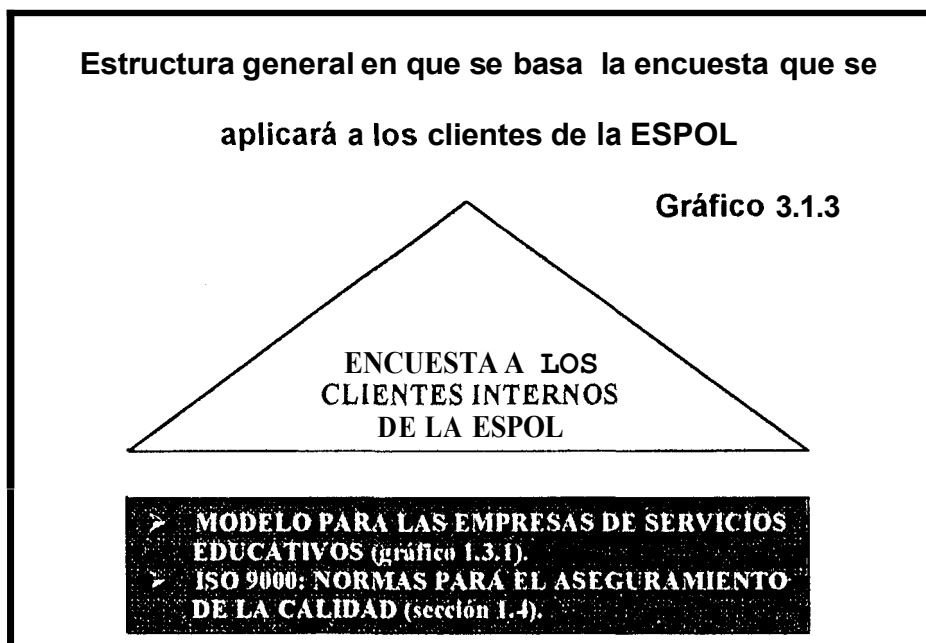 Estructura general en que se basa la encuesta que se
aplicará a los clientes de la ESPOL
Gráfico 3.1.3
ENCUESTA A LOS
CLIENTES INTERNOS
DE LA ESPOL
➢ MODELO PARA LAS EMPRESAS DE SERVICIOS
EDUCATIVOS (gráfico 1.3.1).
➢ ISO 9000: NORMAS PARA EL ASEGURAMIENTO
DE LA CALIDAD (sección 1.4).